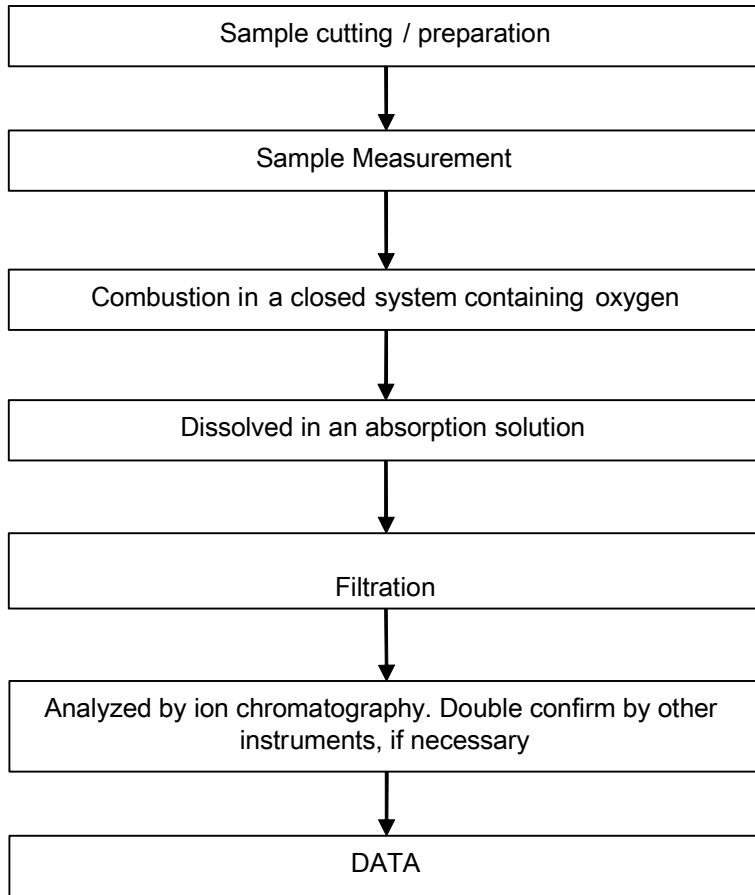 Sample cutting / preparation
Sample Measurement
Combustion in a closed system containing oxygen
Dissolved in an absorption solution
Filtration
Analyzed by ion chromatography. Double confirm by other
instruments, if necessary
DATA